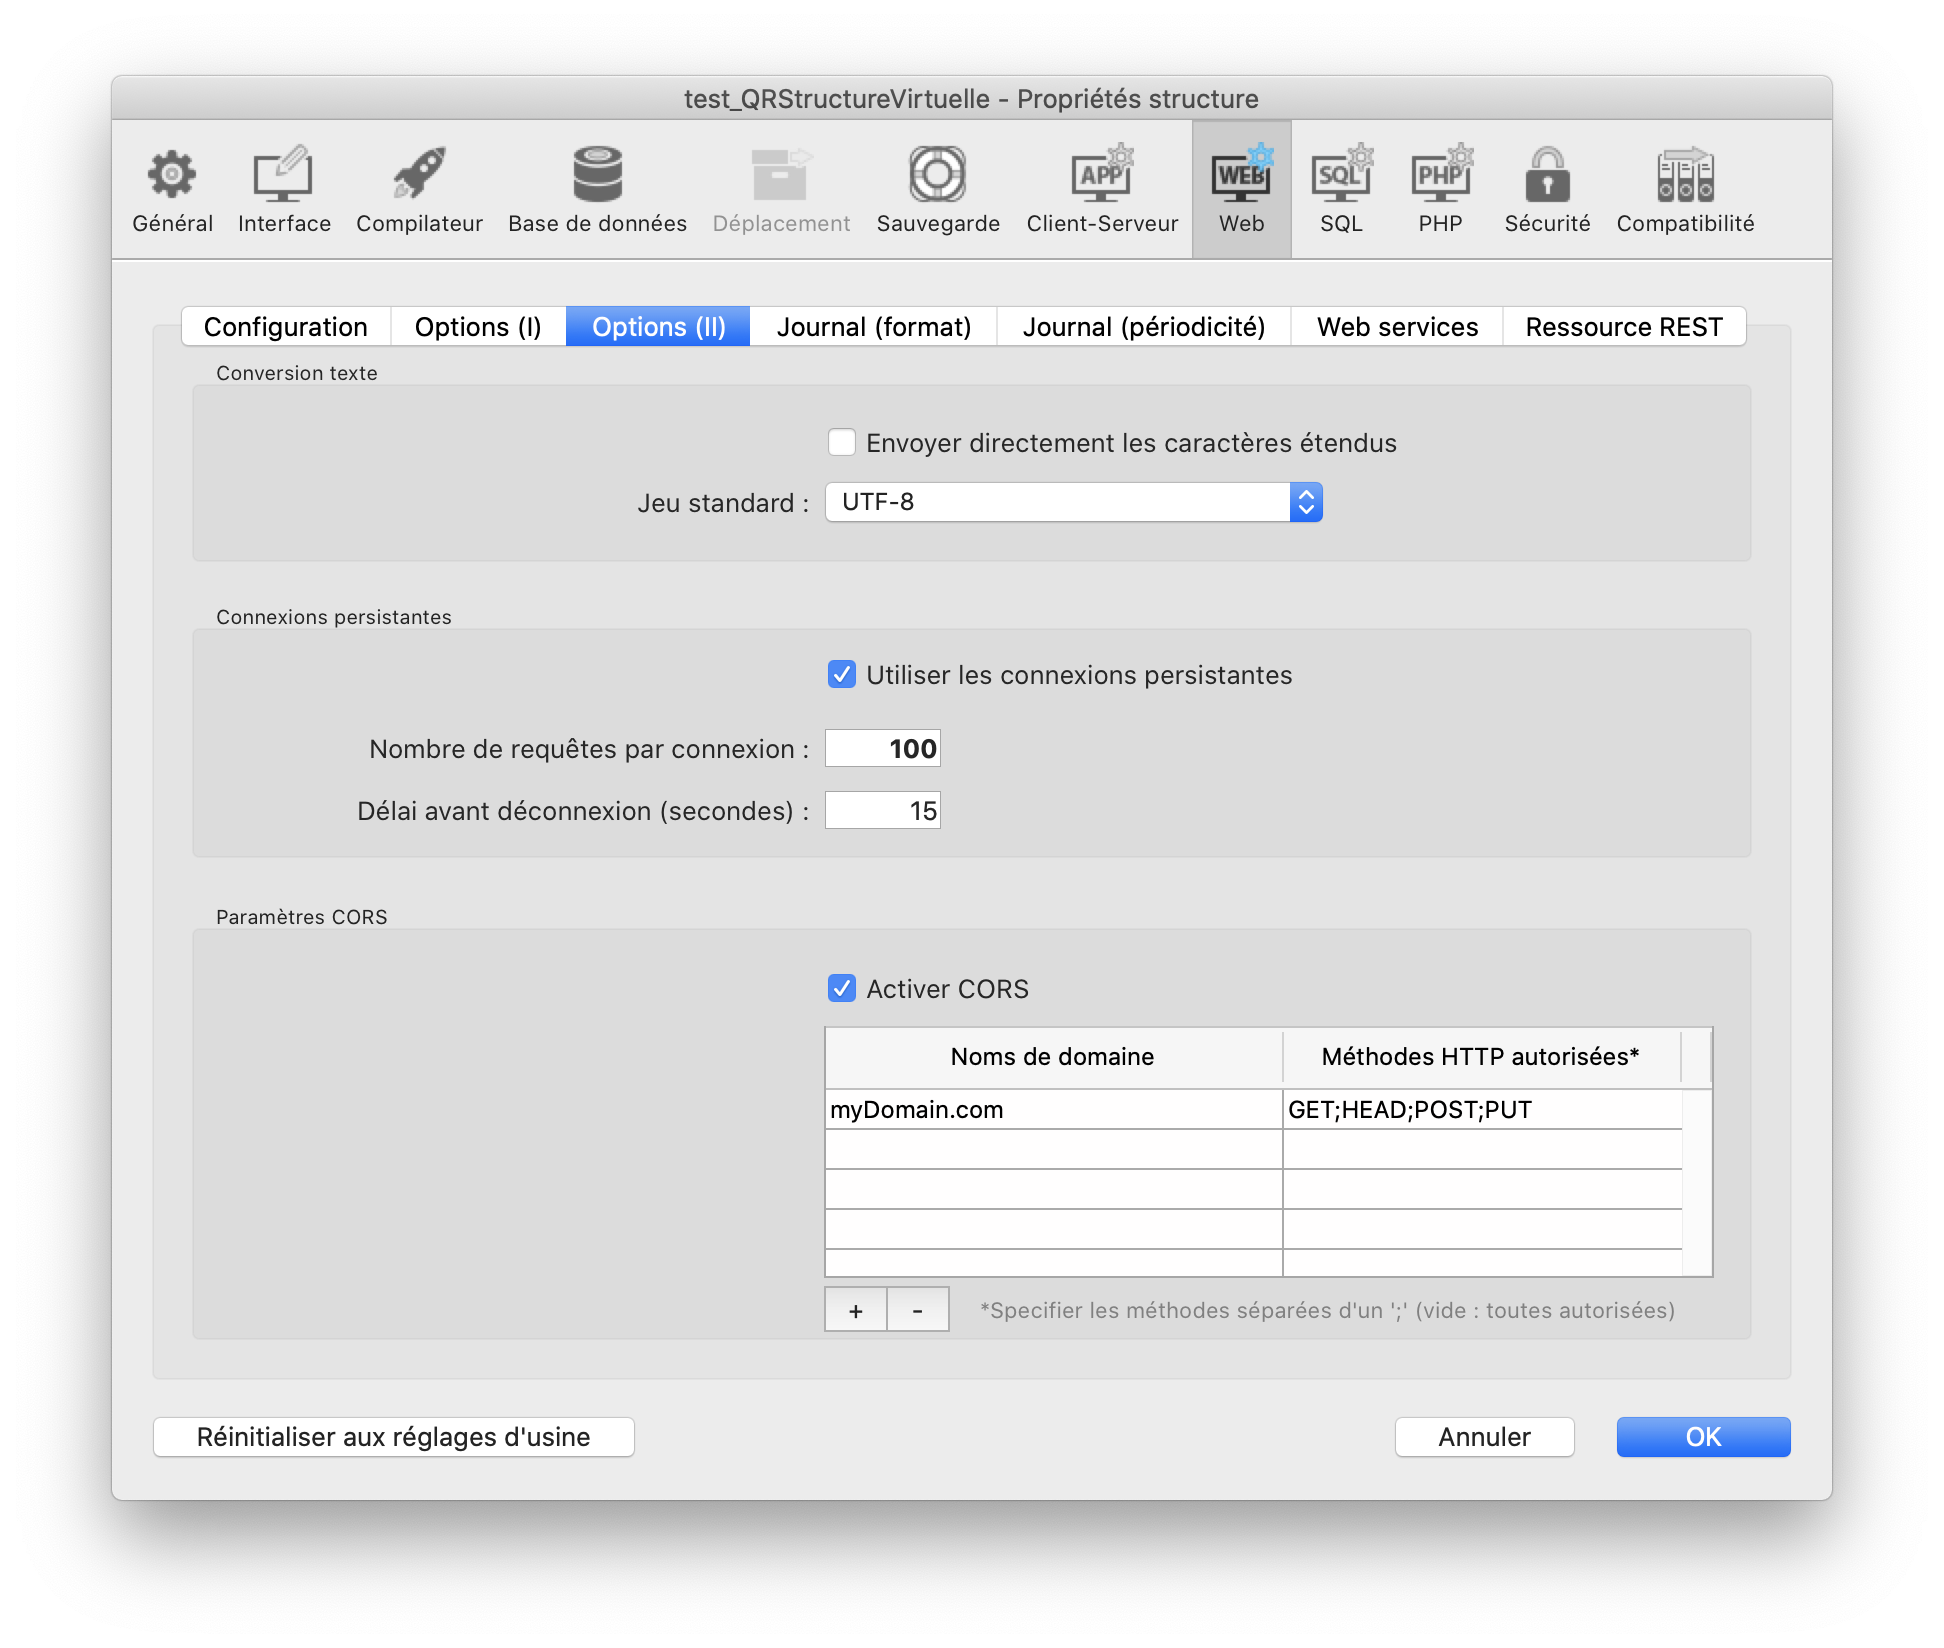 test_QRStructureVirtuelle - Propriétés structure
APP WEB SQL PHP
Général Interface Compilateur Base de données Déplacement Sauvegarde Client-Serveur Web SQL PHP Sécurité Compatibilité
Configuration Options (I) Options (II) Journal (format) Journal (périodicité) Web services Ressource REST
Conversion texte
Envoyer directement les caractères étendus
Jeu standard : UTF-8
Connexions persistantes
Utiliser les connexions persistantes
Nombre de requêtes par connexion : 100
Délai avant déconnexion (secondes) : 15
Paramètres CORS
Activer CORS
Noms de domaine Méthodes HTTP autorisées*
myDomain.com GET;HEAD;POST;PUT
+ - *Specifier les méthodes séparées d'un ';' (vide : toutes autorisées)
Réinitialiser aux réglages d'usine Annuler OK